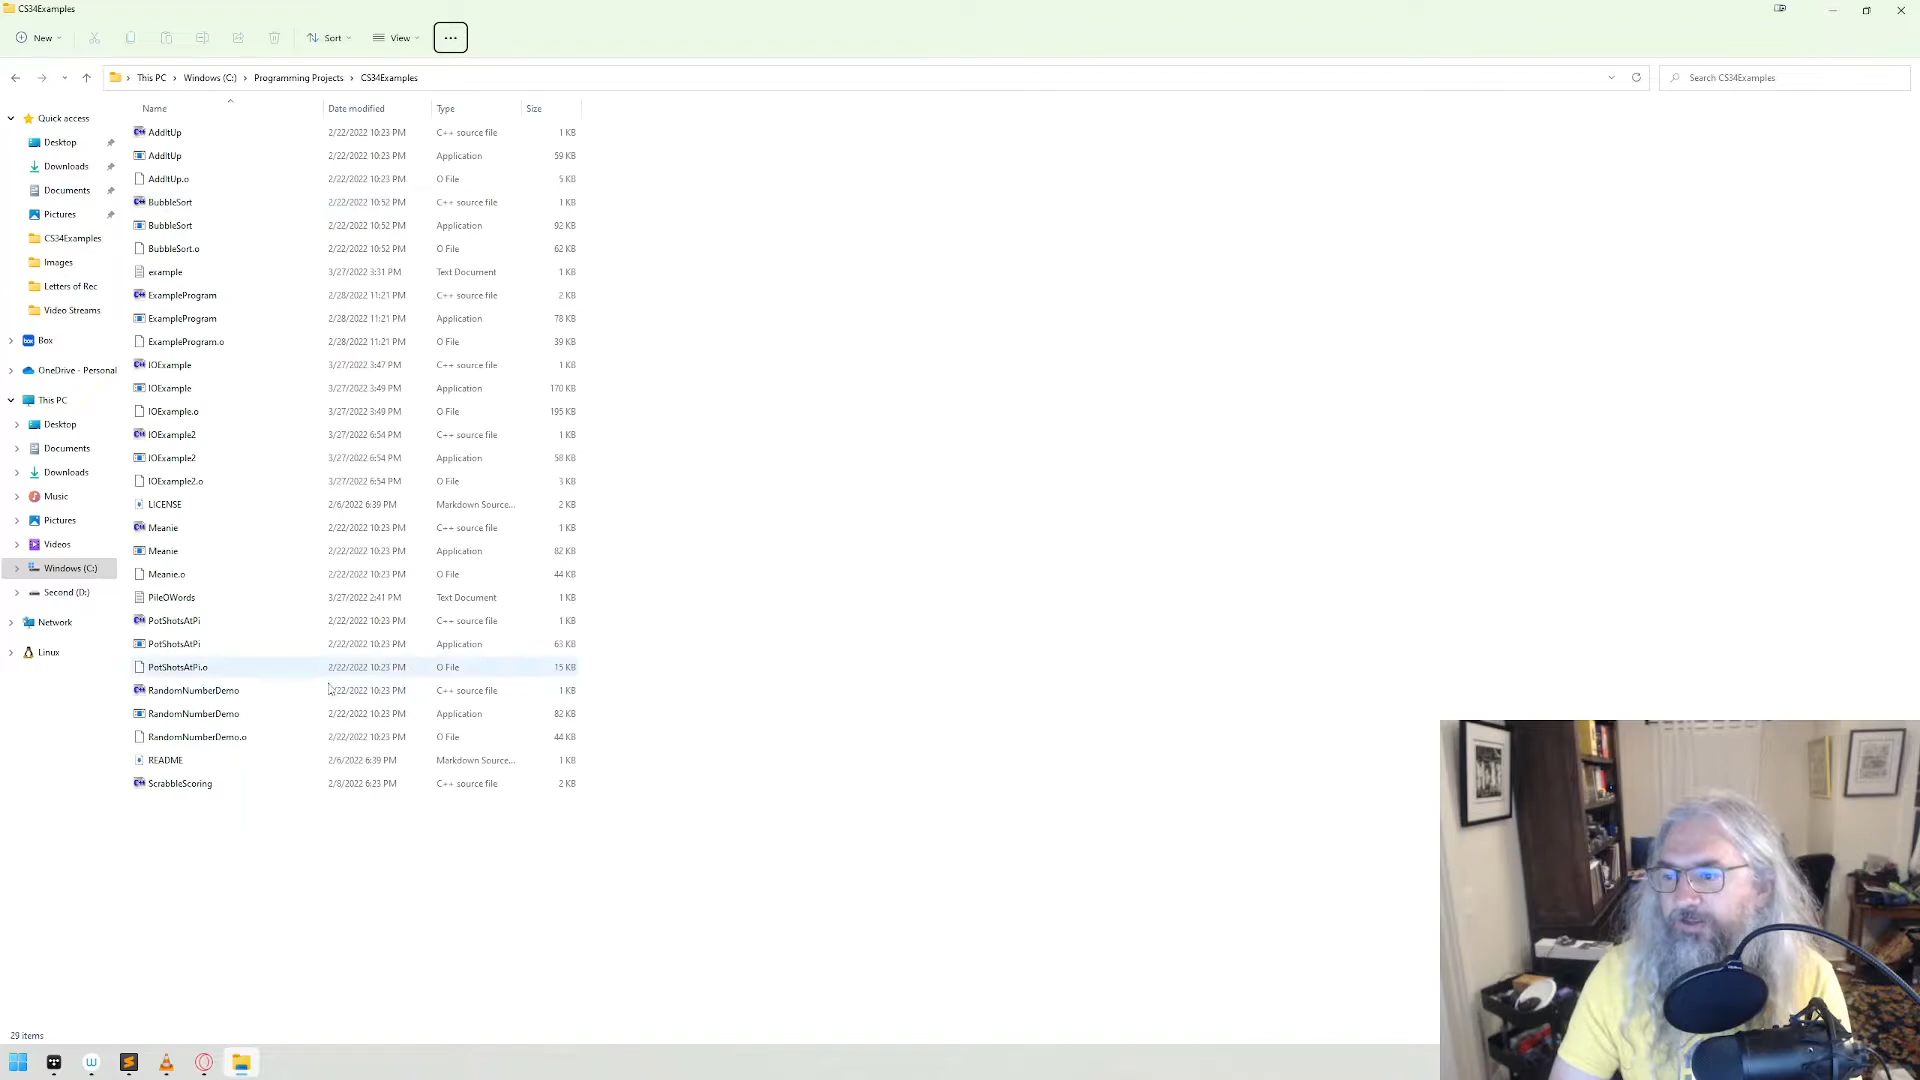 CS34Examples
New
Sort
View
This PC Windows (C:) Programming Projects CS34Examples
Search CS34Examples
Name Date modified Type Size
Quick access
Desktop
Downloads
Documents
Pictures
CS34Examples
Images
Letters of Rec
Video Streams
Box
OneDrive - Personal
This PC
Desktop
Documents
Downloads
Music
Pictures
Videos
Windows (C:)
Second (D:)
Network
Linux
AddItUp 2/22/2022 10:23 PM C++ source file 1 KB
AddItUp 2/22/2022 10:23 PM Application 59 KB
AddItUp.o 2/22/2022 10:23 PM O File 5 KB
BubbleSort 2/22/2022 10:52 PM C++ source file 1 KB
BubbleSort 2/22/2022 10:52 PM Application 92 KB
BubbleSort.o 2/22/2022 10:52 PM O File 62 KB
example 3/27/2022 3:31 PM Text Document 1 KB
ExampleProgram 2/28/2022 11:21 PM C++ source file 2 KB
ExampleProgram 2/28/2022 11:21 PM Application 78 KB
ExampleProgram.o 2/28/2022 11:21 PM O File 39 KB
IOExample 3/27/2022 3:47 PM C++ source file 1 KB
IOExample 3/27/2022 3:49 PM Application 170 KB
IOExample.o 3/27/2022 3:49 PM O File 195 KB
IOExample2 3/27/2022 6:54 PM C++ source file 1 KB
IOExample2 3/27/2022 6:54 PM Application 58 KB
IOExample2.o 3/27/2022 6:54 PM O File 3 KB
LICENSE 2/6/2022 6:39 PM Markdown Source... 2 KB
Meanie 2/22/2022 10:23 PM C++ source file 1 KB
Meanie 2/22/2022 10:23 PM Application 82 KB
Meanie.o 2/22/2022 10:23 PM O File 44 KB
PileOWords 3/27/2022 2:41 PM Text Document 1 KB
PotShotsAtPi 2/22/2022 10:23 PM C++ source file 1 KB
PotShotsAtPi 2/22/2022 10:23 PM Application 63 KB
PotShotsAtPi.o 2/22/2022 10:23 PM O File 15 KB
RandomNumberDemo 2/22/2022 10:23 PM C++ source file 1 KB
RandomNumberDemo 2/22/2022 10:23 PM Application 82 KB
RandomNumberDemo.o 2/22/2022 10:23 PM O File 44 KB
README 2/6/2022 6:39 PM Markdown Source... 1 KB
ScrabbleScoring 2/8/2022 6:23 PM C++ source file 2 KB
29 items